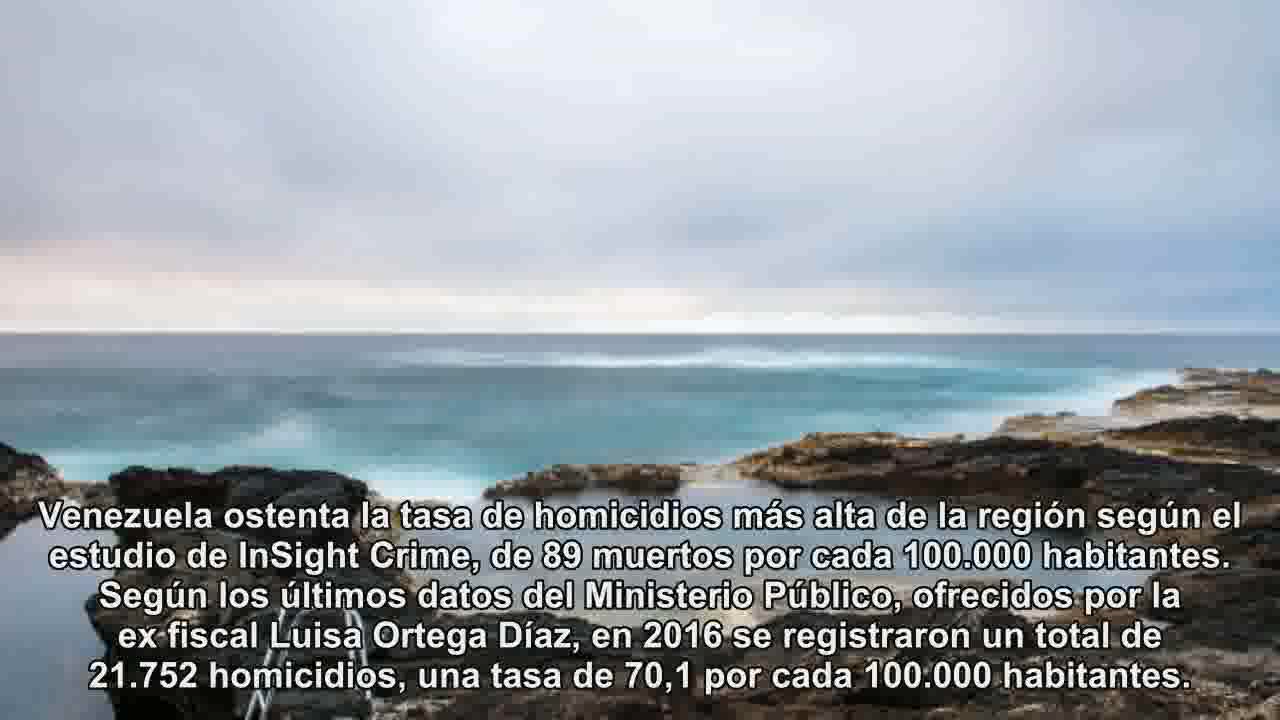 Venezuela ostenta la tasa de homicidios más alta de la región según el
estudio de InSight Crime, de 89 muertos por cada 100.000 habitantes.
Según los últimos datos del Ministerio Público, ofrecidos por la
ex fiscal Luisa Ortega Díaz, en 2016 se registraron un total de
21.752 homicidios, una tasa de 70,1 por cada 100.000 habitantes.